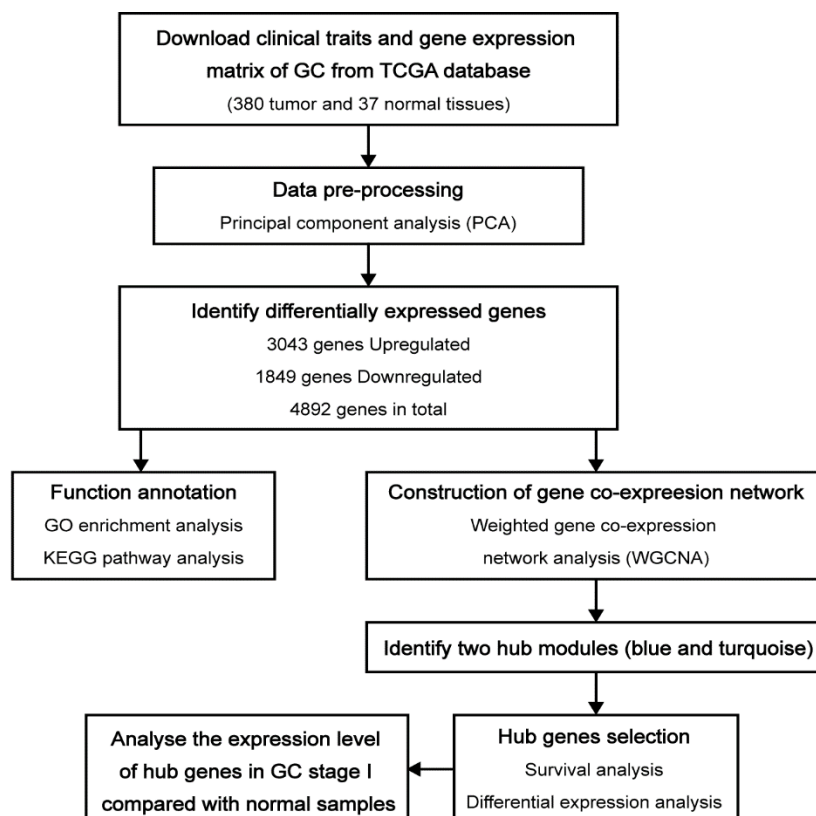 Download clinical traits and gene expression
matrix of GC from TCGA database
(380 tumor and 37 normal tissues)
Data pre-processing
Principal component analysis (PCA)
Identify differentially expressed genes
3043 genes Upregulated
1849 genes Downregulated
4892 genes in total
Function annotation
GO enrichment analysis
KEGG pathway analysis
Construction of gene co-expreesion network
Weighted gene co-expression
network analysis (WGCNA)
Identify two hub modules (blue and turquoise)
Hub genes selection
Survival analysis
Differential expression analysis
Analyse the expression level
of hub genes in GC stage I
compared with normal samples